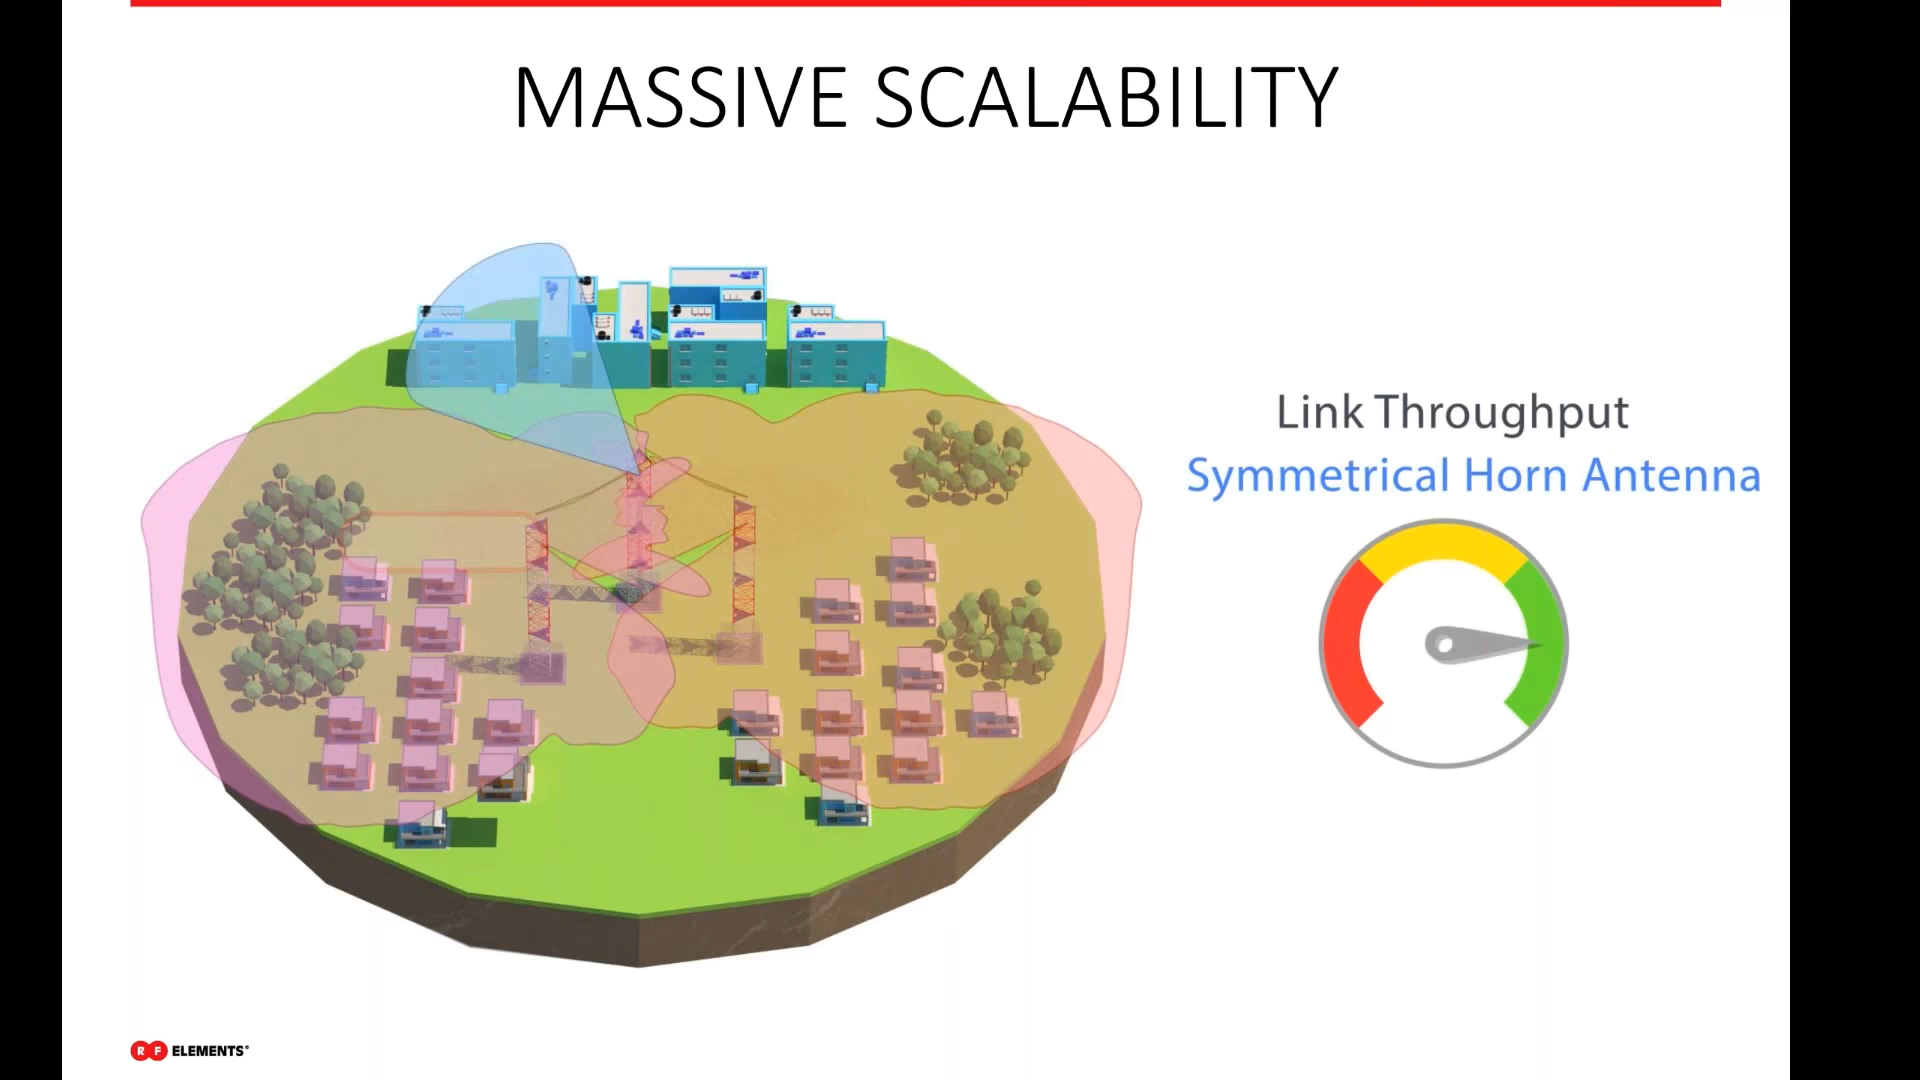 MASSIVE SCALABILITY
Link Throughput
Symmetrical Horn Antenna
RF ELEMENTS®